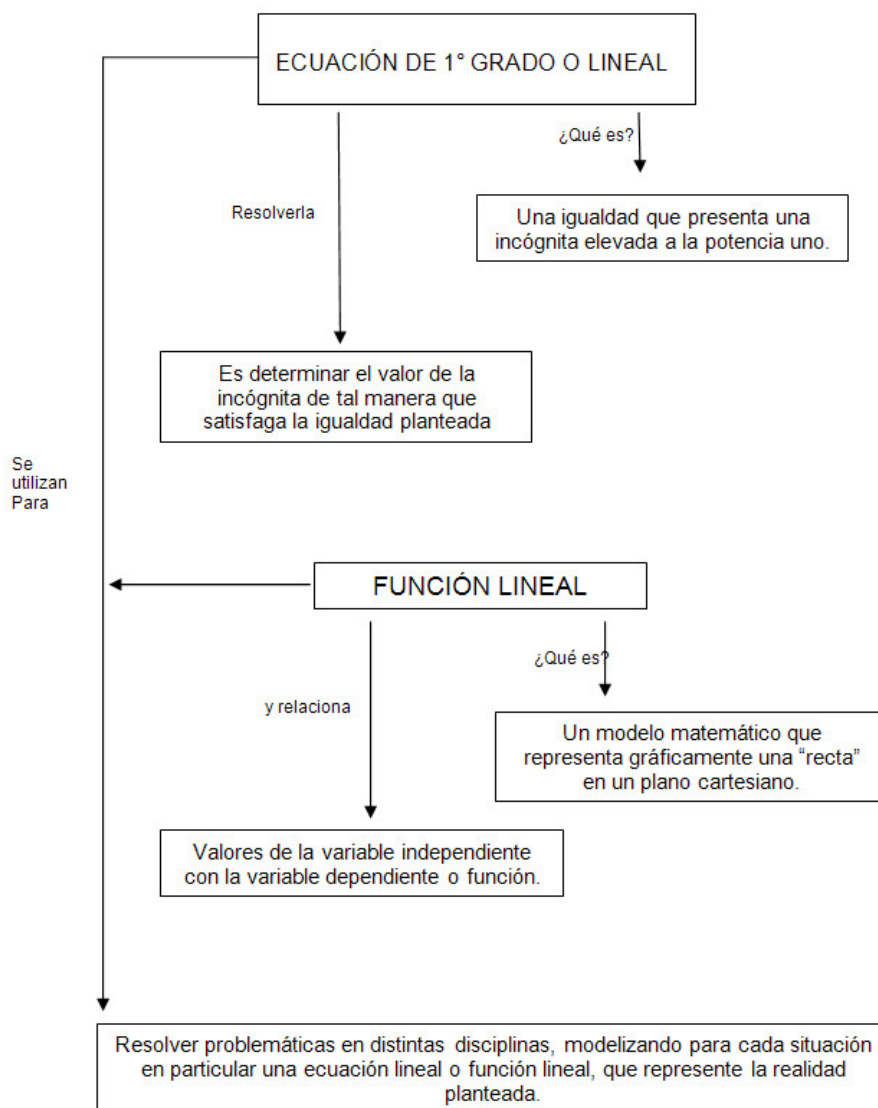 ECUACIÓN DE 1° GRADO O LINEAL
¿Qué es?
Resolverla
Una igualdad que presenta una
incógnita elevada a la potencia uno.
Es determinar el valor de la
incógnita de tal manera que
satisfaga la igualdad planteada
Se
utilizan
Para
FUNCIÓN LINEAL
¿Qué es?
y relaciona
Un modelo matemático que
representa gráficamente una “recta”
en un plano cartesiano.
Valores de la variable independiente
con la variable dependiente o función.
Resolver problemáticas en distintas disciplinas, modelizando para cada situación
en particular una ecuación lineal o función lineal, que represente la realidad
planteada.